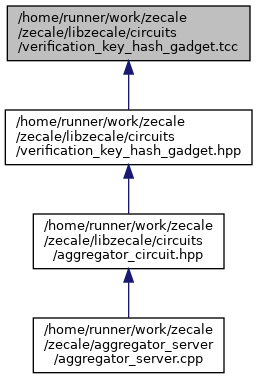 /home/runner/work/zecale
/zecale/libzecale/circuits
/verification_key_hash_gadget.tcc
/home/runner/work/zecale
/zecale/libzecale/circuits
/verification_key_hash_gadget.hpp
/home/runner/work/zecale
/zecale/libzecale/circuits
/aggregator_circuit.hpp
/home/runner/work/zecale
/zecale/aggregator_server
/aggregator_server.cpp